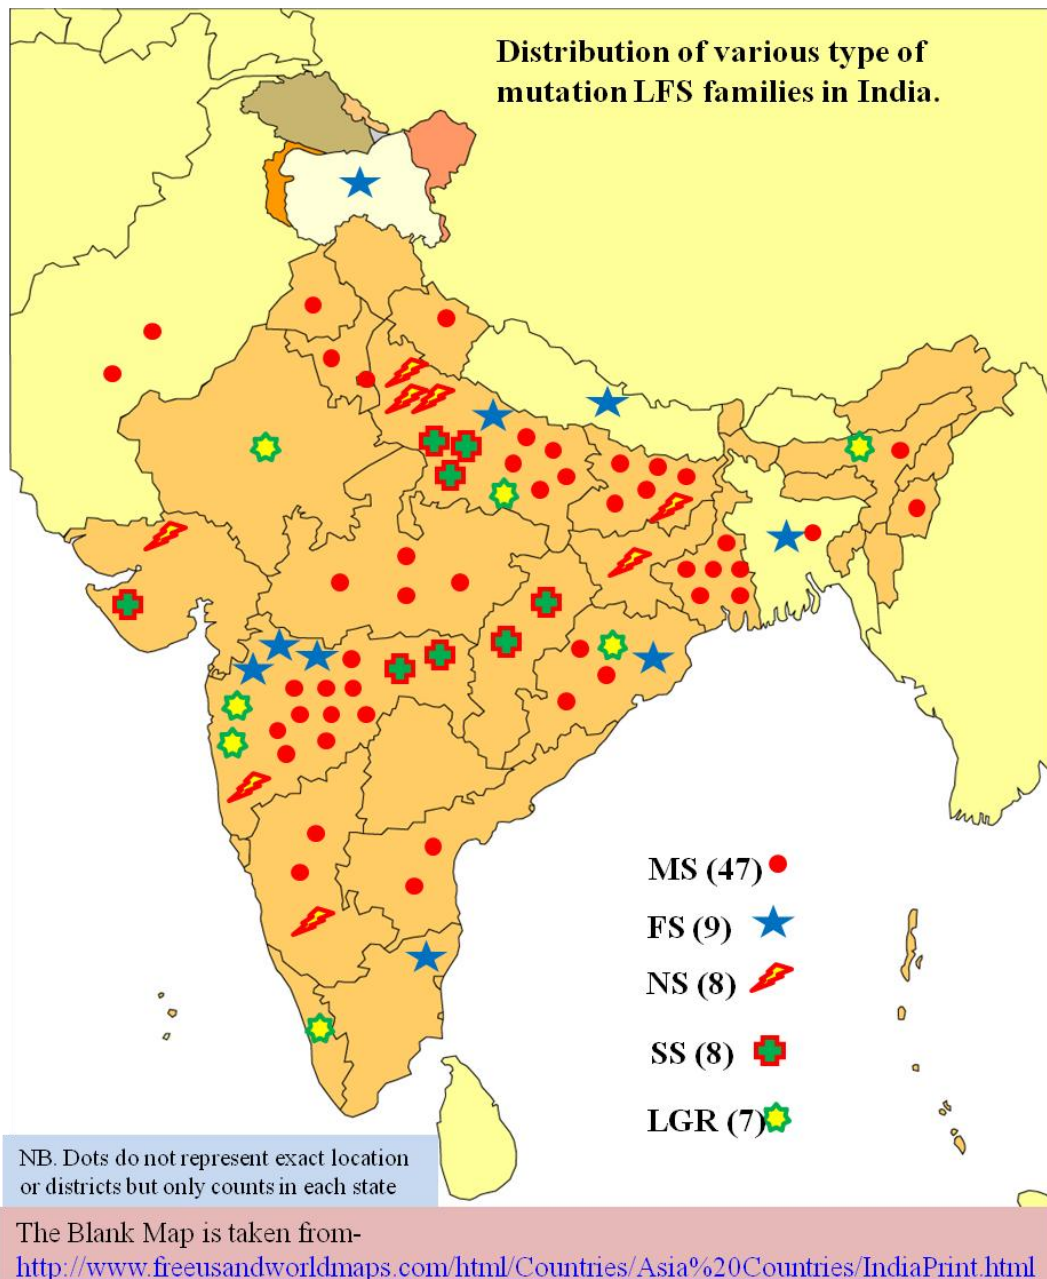 Distribution of various type of
mutation LFS families in India.
MS (47)
FS (9)
NS (8)
SS (8)
LGR (7)
NB. Dots do not represent exact location
or districts but only counts in each state
The Blank Map is taken from-
http://www.freeusandworldmaps.com/html/Countries/Asia%20Countries/IndiaPrint.html